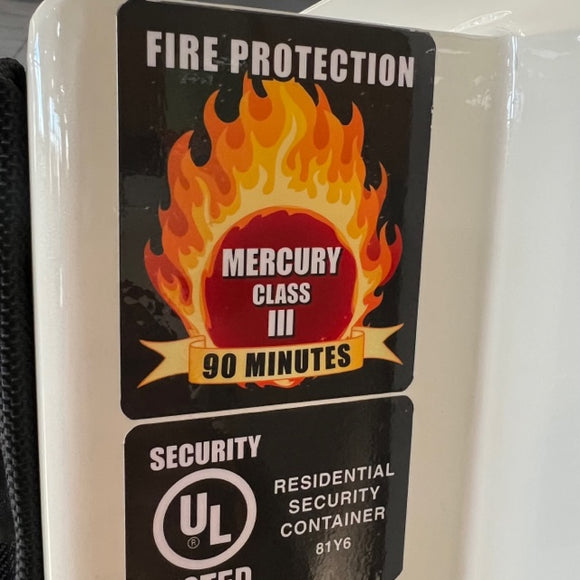 FIRE PROTECTION
MERCURY
CLASS
III
90 MINUTES
SECURITY
UL
®
RESIDENTIAL
SECURITY
CONTAINER
81Y6